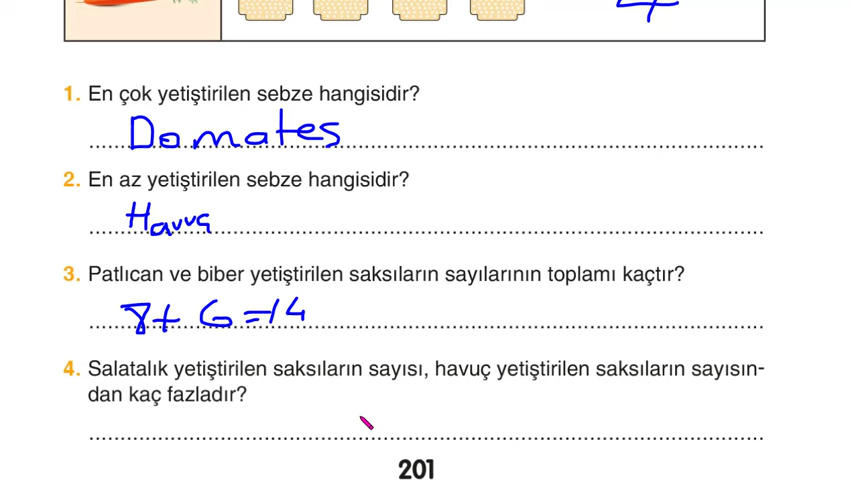 4
1. En çok yetiştirilen sebze hangisidir?
Domates
2. En az yetiştirilen sebze hangisidir?
Havuç
3. Patlıcan ve biber yetiştirilen saksıların sayılarının toplamı kaçtır?
8+6=14
4. Salatalık yetiştirilen saksıların sayısı, havuç yetiştirilen saksıların sayısın-
dan kaç fazladır?
201